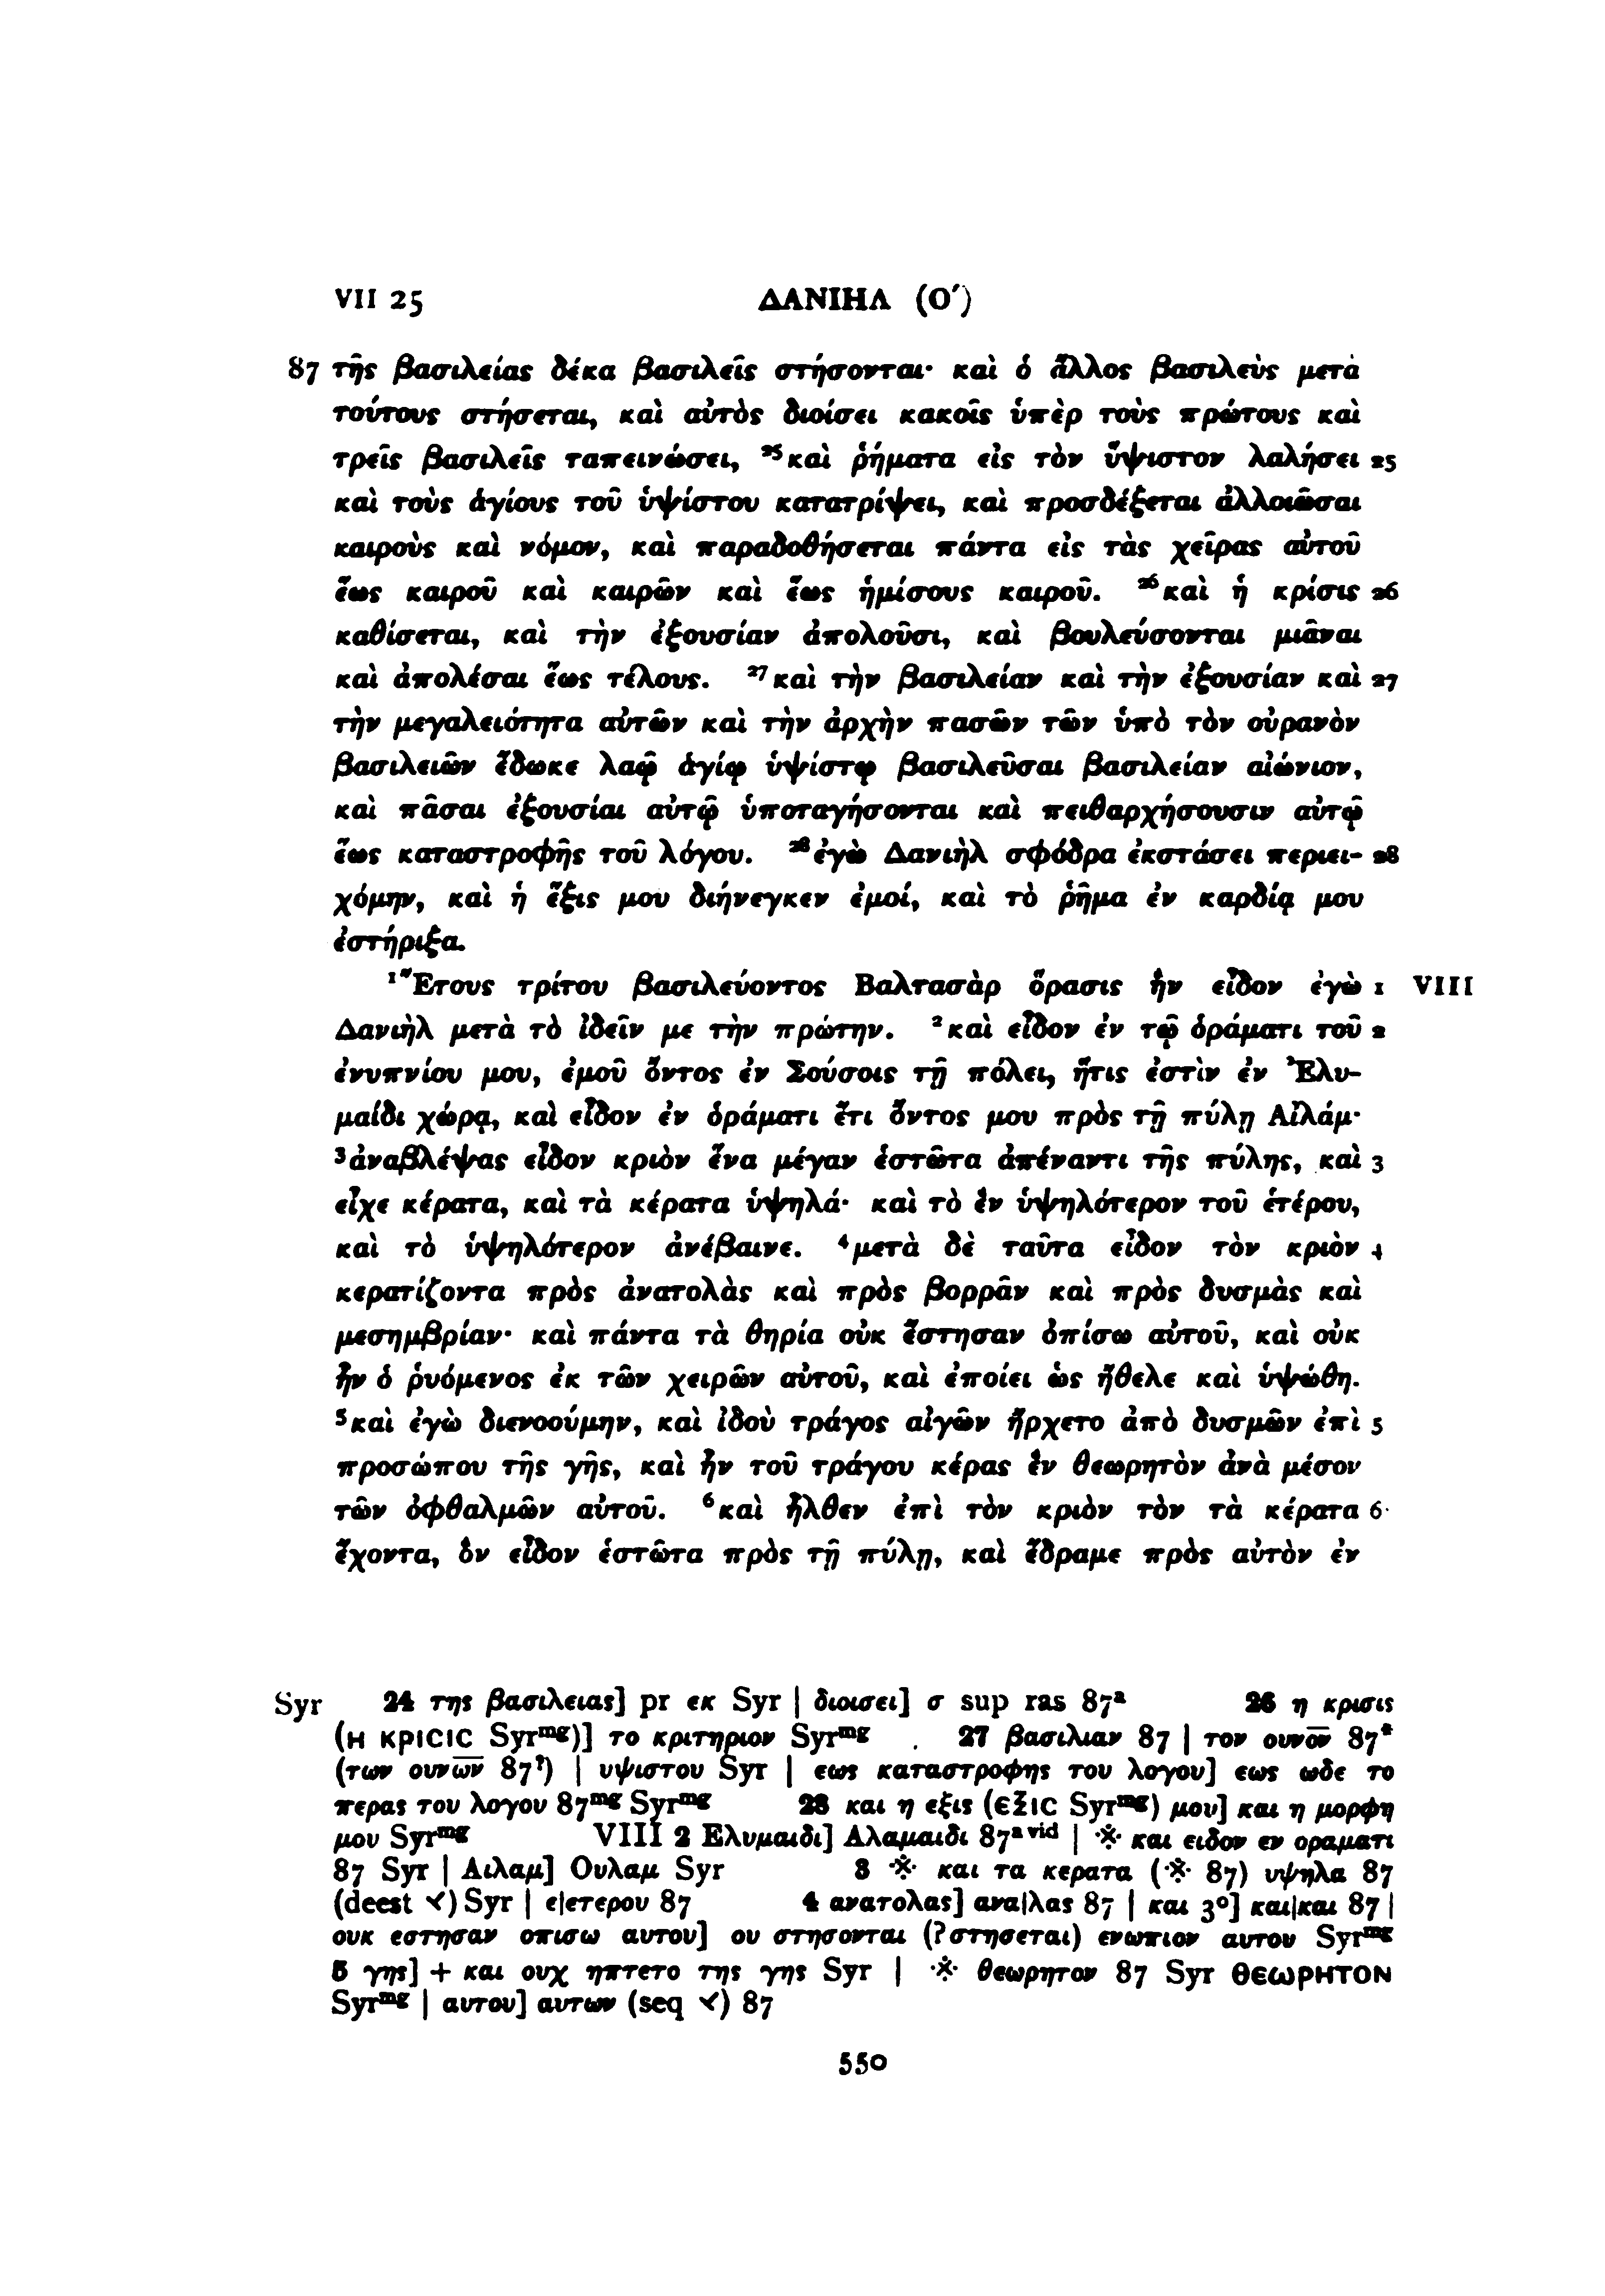 VII 25 ΔΑΝΙΗΛ (Ο´)
87 τῆς βασιλείας δέκα βασιλεῖς στήσονται· καὶ ὁ ἄλλος βασιλεὺς μετὰ
τούτους στήσεται, καὶ αὐτὸς διοίσει κακοῖς ὑπὲρ τοὺς πρώτους καὶ
τρεῖς βασιλεῖς ταπεινώσει, ²⁵καὶ ῥήματα εἰς τὸν ὕψιστον λαλήσει 25
καὶ τοὺς ἁγίους τοῦ ὑψίστου κατατρίψει, καὶ προσδέξεται ἀλλοιῶσαι
καιροὺς καὶ νόμον, καὶ παραδοθήσεται πάντα εἰς τὰς χεῖρας αὐτοῦ
ἕως καιροῦ καὶ καιρῶν καὶ ἕως ἡμίσους καιροῦ. ²⁶καὶ ἡ κρίσις 26
καθίσεται, καὶ τὴν ἐξουσίαν ἀπολοῦσι, καὶ βουλεύσονται μιᾶναι
καὶ ἀπολέσαι ἕως τέλους. ²⁷καὶ τὴν βασιλείαν καὶ τὴν ἐξουσίαν καὶ 27
τὴν μεγαλειότητα αὐτῶν καὶ τὴν ἀρχὴν πασῶν τῶν ὑπὸ τὸν οὐρανὸν
βασιλειῶν ἔδωκε λαῷ ἁγίῳ ὑψίστῳ βασιλεῦσαι βασιλείαν αἰώνιον,
καὶ πᾶσαι ἐξουσίαι αὐτῷ ὑποταγήσονται καὶ πειθαρχήσουσιν αὐτῷ
ἕως καταστροφῆς τοῦ λόγου. ²⁸ἐγὼ Δανιὴλ σφόδρα ἐκστάσει περιει- 28
χόμην, καὶ ἡ ἕξις μου διήνεγκεν ἐμοί, καὶ τὸ ῥῆμα ἐν καρδίᾳ μου
ἐστήριξα.
¹Ἔτους τρίτου βασιλεύοντος Βαλτασὰρ ὅρασις ἣν εἶδον ἐγὼ 1 VIII
Δανιὴλ μετὰ τὸ ἰδεῖν με τὴν πρώτην. ²καὶ εἶδον ἐν τῷ ὁράματι τοῦ 2
ἐνυπνίου μου, ἐμοῦ ὄντος ἐν Σούσοις τῇ πόλει, ἥτις ἐστὶν ἐν Ἐλυ-
μαίδι χώρᾳ, καὶ εἶδον ἐν ὁράματι ἔτι ὄντος μου πρὸς τῇ πύλῃ Αἰλάμ·
³ἀναβλέψας εἶδον κριὸν ἕνα μέγαν ἑστῶτα ἀπέναντι τῆς πύλης, καὶ 3
εἶχε κέρατα, καὶ τὰ κέρατα ὑψηλά· καὶ τὸ ἓν ὑψηλότερον τοῦ ἑτέρου,
καὶ τὸ ὑψηλότερον ἀνέβαινε. ⁴μετὰ δὲ ταῦτα εἶδον τὸν κριὸν 4
κερατίζοντα πρὸς ἀνατολὰς καὶ πρὸς βορρᾶν καὶ πρὸς δυσμὰς καὶ
μεσημβρίαν· καὶ πάντα τὰ θηρία οὐκ ἔστησαν ὀπίσω αὐτοῦ, καὶ οὐκ
ἦν ὁ ῥυόμενος ἐκ τῶν χειρῶν αὐτοῦ, καὶ ἐποίει ὡς ἤθελε καὶ ὑψώθη.
⁵καὶ ἐγὼ διενοούμην, καὶ ἰδοὺ τράγος αἰγῶν ἤρχετο ἀπὸ δυσμῶν ἐπὶ 5
προσώπου τῆς γῆς, καὶ ἦν τοῦ τράγου κέρας ἓν θεωρητὸν ἀνὰ μέσον
τῶν ὀφθαλμῶν αὐτοῦ. ⁶καὶ ἦλθεν ἐπὶ τὸν κριὸν τὸν τὰ κέρατα 6
ἔχοντα, ὃν εἶδον ἑστῶτα πρὸς τῇ πύλῃ, καὶ ἔδραμε πρὸς αὐτὸν ἐν
Syr 24 της βασιλειας] pr εκ Syr | διοισει] σ sup ras 87ᵃ 26 η κρισις
(Η ΚΡΙCΙC Syrᵐᵍ)] το κριτηριον Syrᵐᵍ 27 βασιλιαν 87 | τον ουνο̅ν̅ 87*
(των ουνω̅ν̅ 87ˀ) | υψιστου Syr | εως καταστροφης του λογου] εως ωδε το
περας του λογου 87ᵐᵍ Syrᵐᵍ 28 και η εξις (ЄΞΙC Syrᵐᵍ) μου] και η μορφη
μου Syrᵐᵍ VIII 2 Ελυμαιδι] Αλαμαιδι 87ᵃ ᵛⁱᵈ | ※ και ειδον εν οραματι
87 Syr | Αιλαμ] Ουλαμ Syr 3 ※ και τα κερατα (※ 87) υψηλα 87
(deest ⸔) Syr | ε|ετερου 87 4 ανατολας] ανα|λας 87 | και 3º] και|και 87 |
ουκ εστησαν οπισω αυτου] ου στησονται (? στησεται) ενωπιον αυτου Syrᵐᵍ
5 γης] + και ουχ ηπτετο της γης Syr | ※ θεωρητον 87 Syr ΘЄωΡΗΤΟΝ
Syrᵐᵍ | αυτου] αυτων (seq ⸔) 87
550